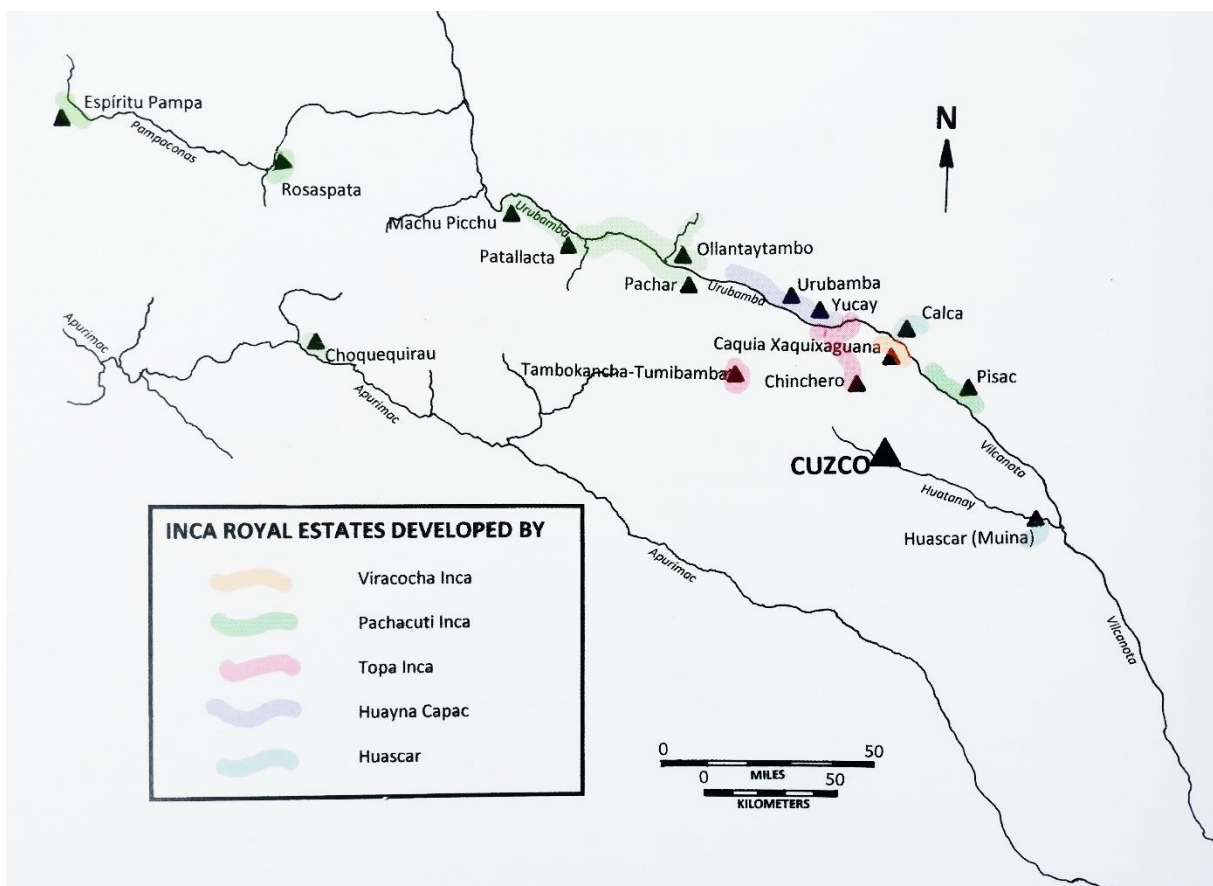 Espíritu Pampa
Pampaconas
Rosaspata
N
Machu Picchu
Urubamba
Patallacta
Ollantaytambo
Pachar
Urubamba
Urubamba
Yucay
Calca
Apurimac
Choquequirau
Caquia Xaquixaguana
Tambokancha-Tumibamba
Chinchero
Pisac
Apurimac
CUZCO
Vilcanota
Huatanay
Huascar (Muina)
Apurimac
Vilcanota
INCA ROYAL ESTATES DEVELOPED BY
Viracocha Inca
Pachacuti Inca
Topa Inca
Huayna Capac
Huascar
0 50
MILES
0 50
KILOMETERS